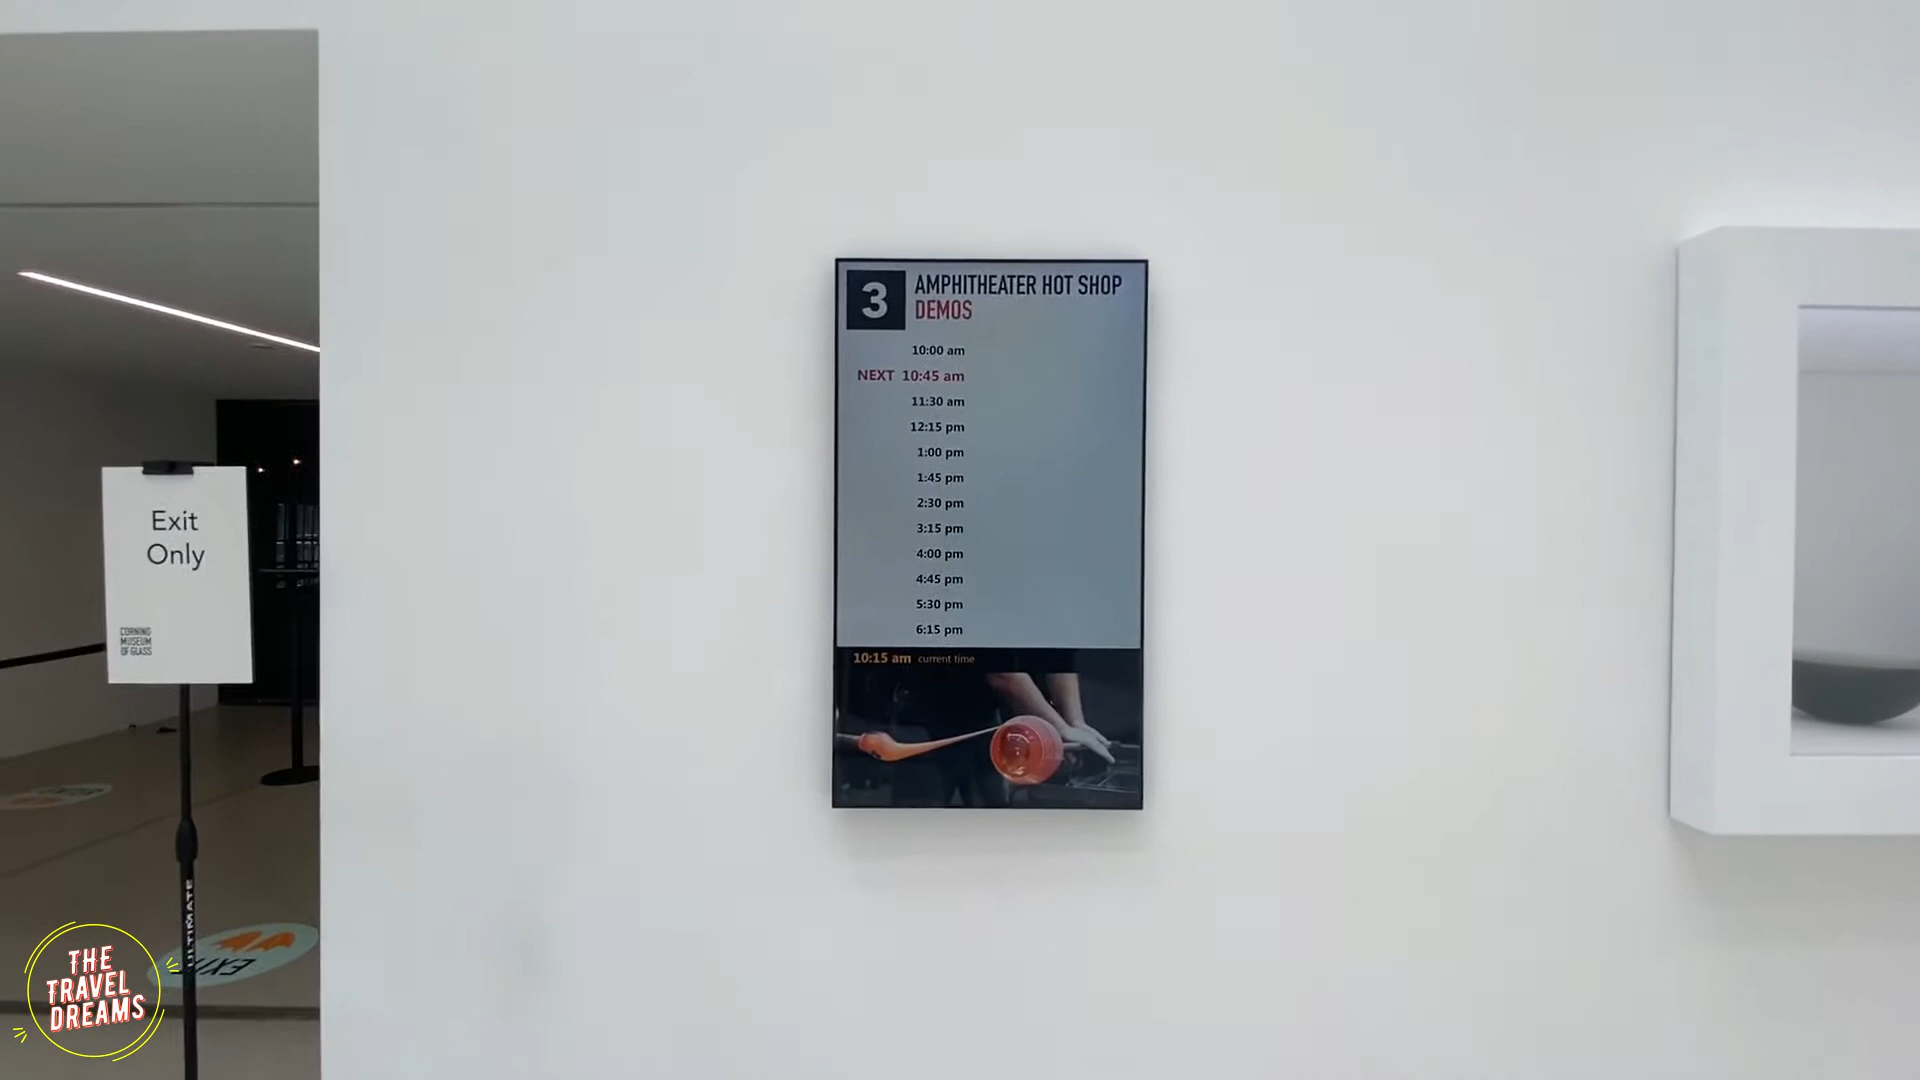 3
AMPHITHEATER HOT SHOP
DEMOS
10:00 am
NEXT 10:45 am
11:30 am
12:15 pm
1:00 pm
1:45 pm
2:30 pm
3:15 pm
4:00 pm
4:45 pm
5:30 pm
6:15 pm
10:15 am current time
Exit
Only
CORNING
MUSEUM
OF GLASS
ULTIMATE
EXIT
THE
TRAVEL
DREAMS